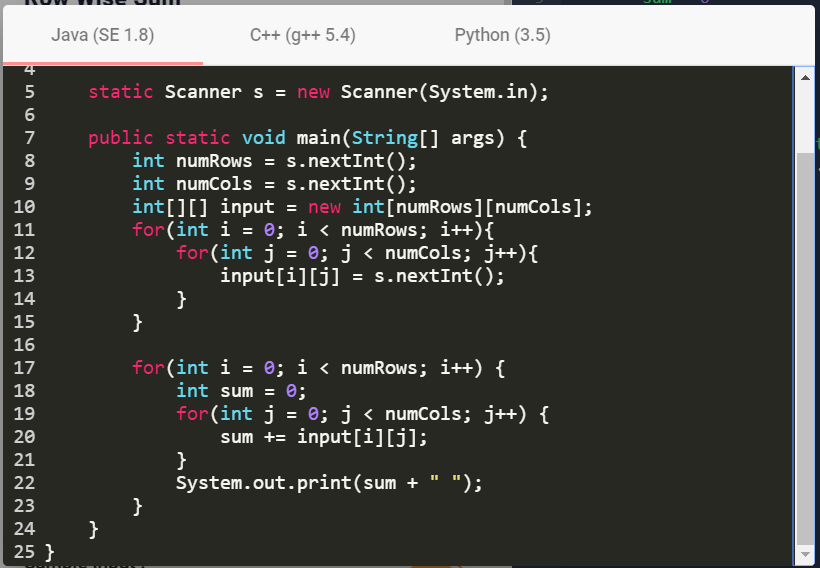 Row Wise Sum
Java (SE 1.8) C++ (g++ 5.4) Python (3.5)
4
5 static Scanner s = new Scanner(System.in);
6
7 public static void main(String[] args) {
8 int numRows = s.nextInt();
9 int numCols = s.nextInt();
10 int[][] input = new int[numRows][numCols];
11 for(int i = 0; i < numRows; i++){
12 for(int j = 0; j < numCols; j++){
13 input[i][j] = s.nextInt();
14 }
15 }
16
17 for(int i = 0; i < numRows; i++) {
18 int sum = 0;
19 for(int j = 0; j < numCols; j++) {
20 sum += input[i][j];
21 }
22 System.out.print(sum + " ");
23 }
24 }
25 }